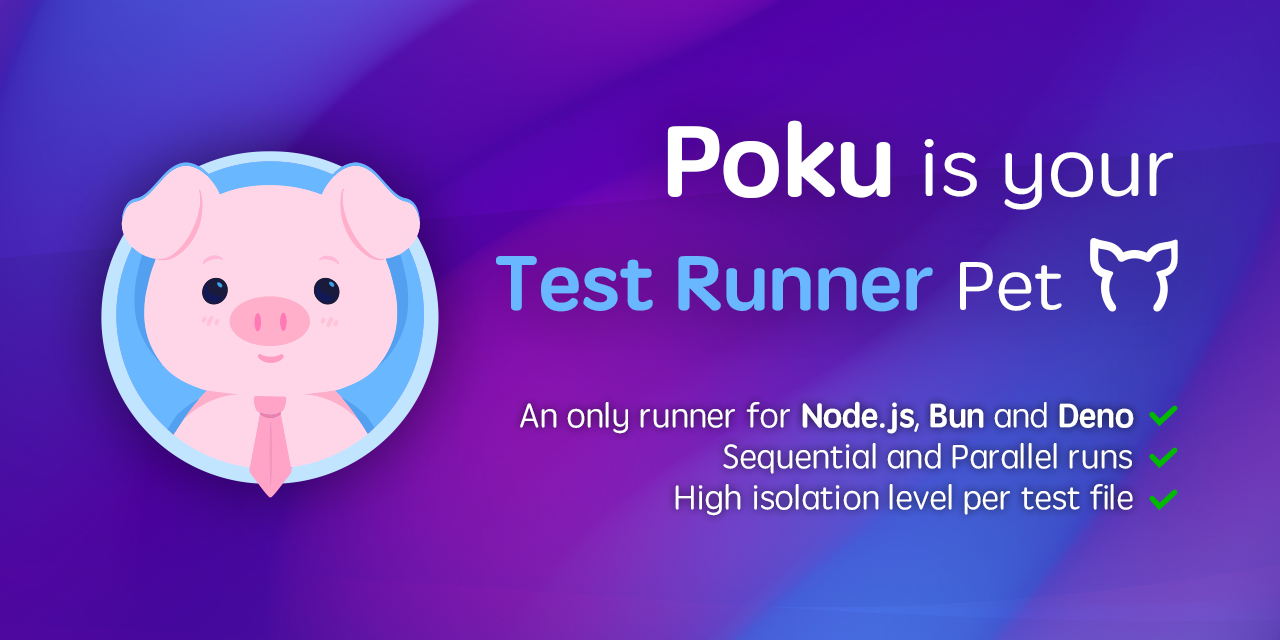 Poku is your
Test Runner Pet
An only runner for Node.js, Bun and Deno
Sequential and Parallel runs
High isolation level per test file